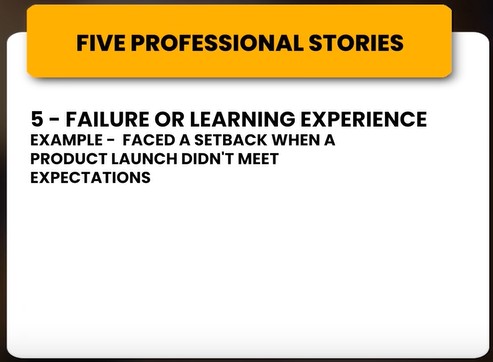 FIVE PROFESSIONAL STORIES
5 - FAILURE OR LEARNING EXPERIENCE
EXAMPLE - FACED A SETBACK WHEN A
PRODUCT LAUNCH DIDN'T MEET
EXPECTATIONS